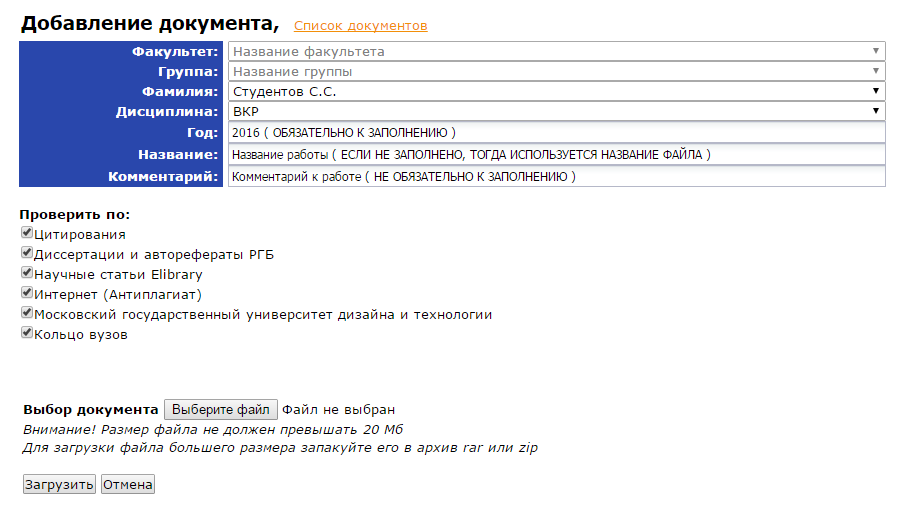 Добавление документа, Список документов
Факультет: Название факультета
Группа: Название группы
Фамилия: Студентов С.С.
Дисциплина: ВКР
Год: 2016 ( ОБЯЗАТЕЛЬНО К ЗАПОЛНЕНИЮ )
Название: Название работы ( ЕСЛИ НЕ ЗАПОЛНЕНО, ТОГДА ИСПОЛЬЗУЕТСЯ НАЗВАНИЕ ФАЙЛА )
Комментарий: Комментарий к работе ( НЕ ОБЯЗАТЕЛЬНО К ЗАПОЛНЕНИЮ )
Проверить по:
Цитирования
Диссертации и авторефераты РГБ
Научные статьи Elibrary
Интернет (Антиплагиат)
Московский государственный университет дизайна и технологии
Кольцо вузов
Выбор документа Выберите файл Файл не выбран
Внимание! Размер файла не должен превышать 20 Мб
Для загрузки файла большего размера запакуйте его в архив rar или zip
Загрузить Отмена